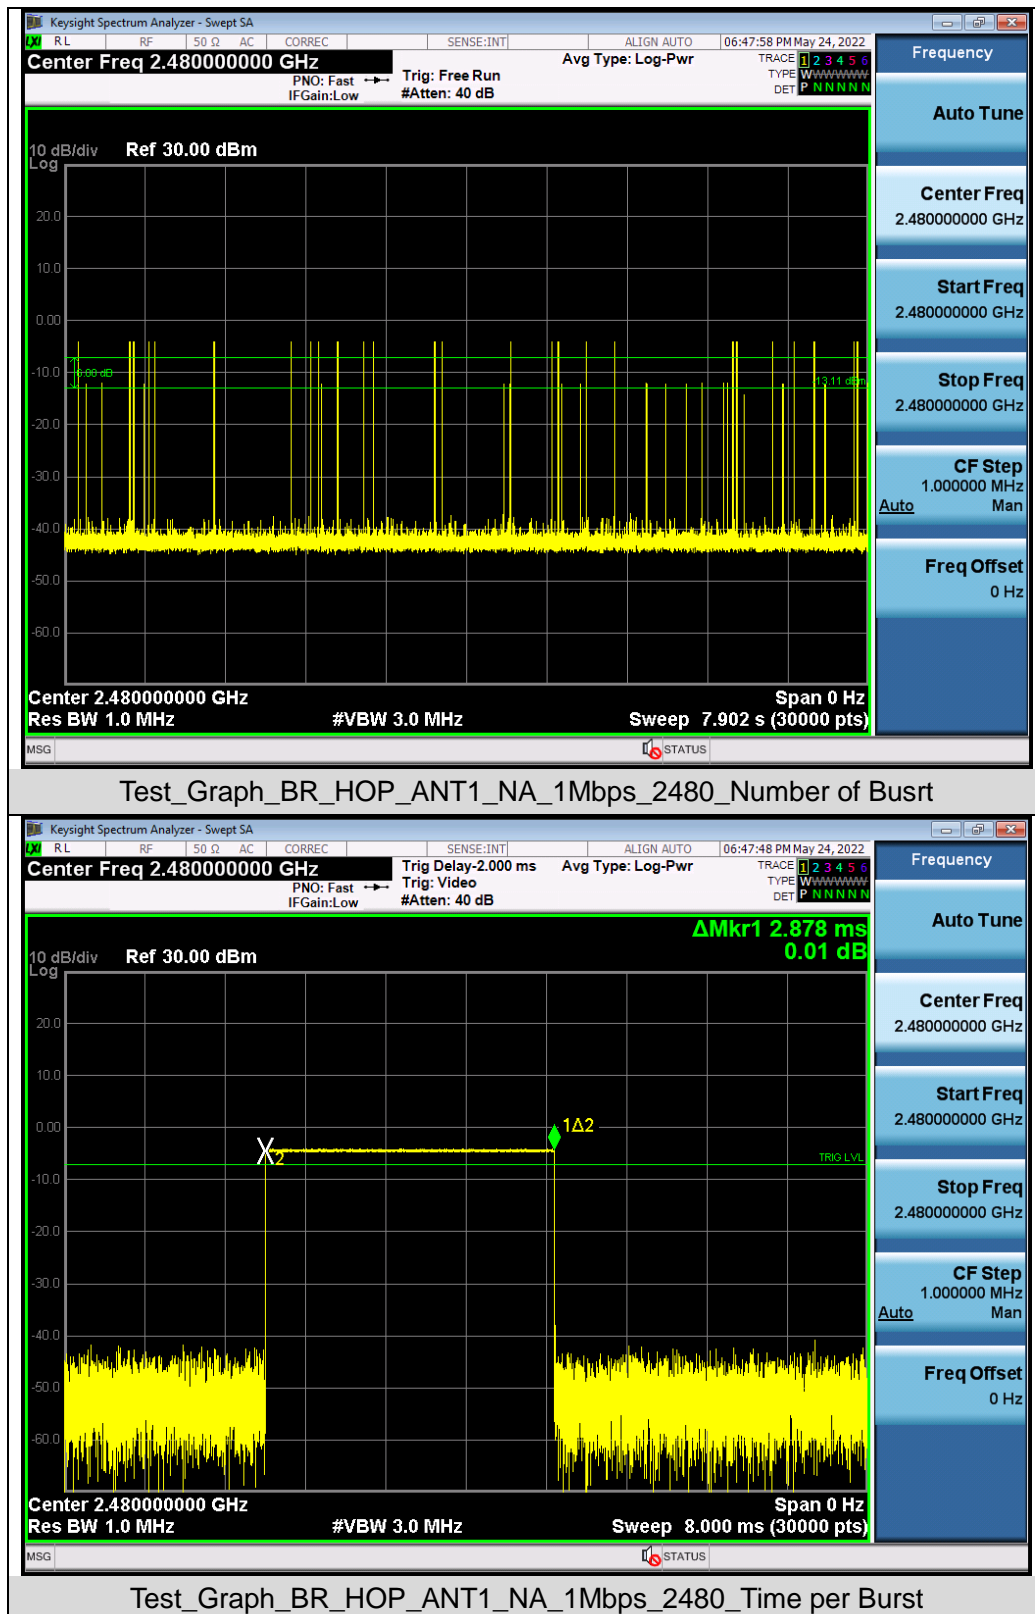 Keysight Spectrum Analyzer - Swept SA
LXI RL RF 50 Ω AC CORREC SENSE:INT ALIGN AUTO 06:47:58 PM May 24, 2022
Center Freq 2.480000000 GHz
PNO: Fast
IFGain:Low
Trig: Free Run
#Atten: 40 dB
Avg Type: Log-Pwr
TRACE 1 2 3 4 5 6
TYPE WWWWWW
DET P N N N N N
Frequency
Auto Tune
Center Freq
2.480000000 GHz
Start Freq
2.480000000 GHz
Stop Freq
2.480000000 GHz
CF Step
1.000000 MHz
Auto Man
Freq Offset
0 Hz
10 dB/div Ref 30.00 dBm
Log
20.0
10.0
0.00
-10.0
-20.0
-30.0
-40.0
-50.0
-60.0
6.00 dB
-13.11 dBm
Center 2.480000000 GHz Span 0 Hz
Res BW 1.0 MHz #VBW 3.0 MHz Sweep 7.902 s (30000 pts)
MSG STATUS
Test_Graph_BR_HOP_ANT1_NA_1Mbps_2480_Number of Busrt
Keysight Spectrum Analyzer - Swept SA
LXI RL RF 50 Ω AC CORREC SENSE:INT ALIGN AUTO 06:47:48 PM May 24, 2022
Center Freq 2.480000000 GHz
PNO: Fast
IFGain:Low
Trig Delay-2.000 ms
Trig: Video
#Atten: 40 dB
Avg Type: Log-Pwr
TRACE 1 2 3 4 5 6
TYPE WWWWWW
DET P N N N N N
Frequency
Auto Tune
Center Freq
2.480000000 GHz
Start Freq
2.480000000 GHz
Stop Freq
2.480000000 GHz
CF Step
1.000000 MHz
Auto Man
Freq Offset
0 Hz
ΔMkr1 2.878 ms
0.01 dB
10 dB/div Ref 30.00 dBm
Log
20.0
10.0
0.00
-10.0
-20.0
-30.0
-40.0
-50.0
-60.0
2
1Δ2
TRIG LVL
Center 2.480000000 GHz Span 0 Hz
Res BW 1.0 MHz #VBW 3.0 MHz Sweep 8.000 ms (30000 pts)
MSG STATUS
Test_Graph_BR_HOP_ANT1_NA_1Mbps_2480_Time per Burst